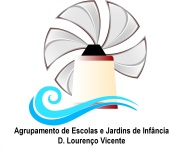 Agrupamento de Escolas e Jardins de Infância
D. Lourenço Vicente